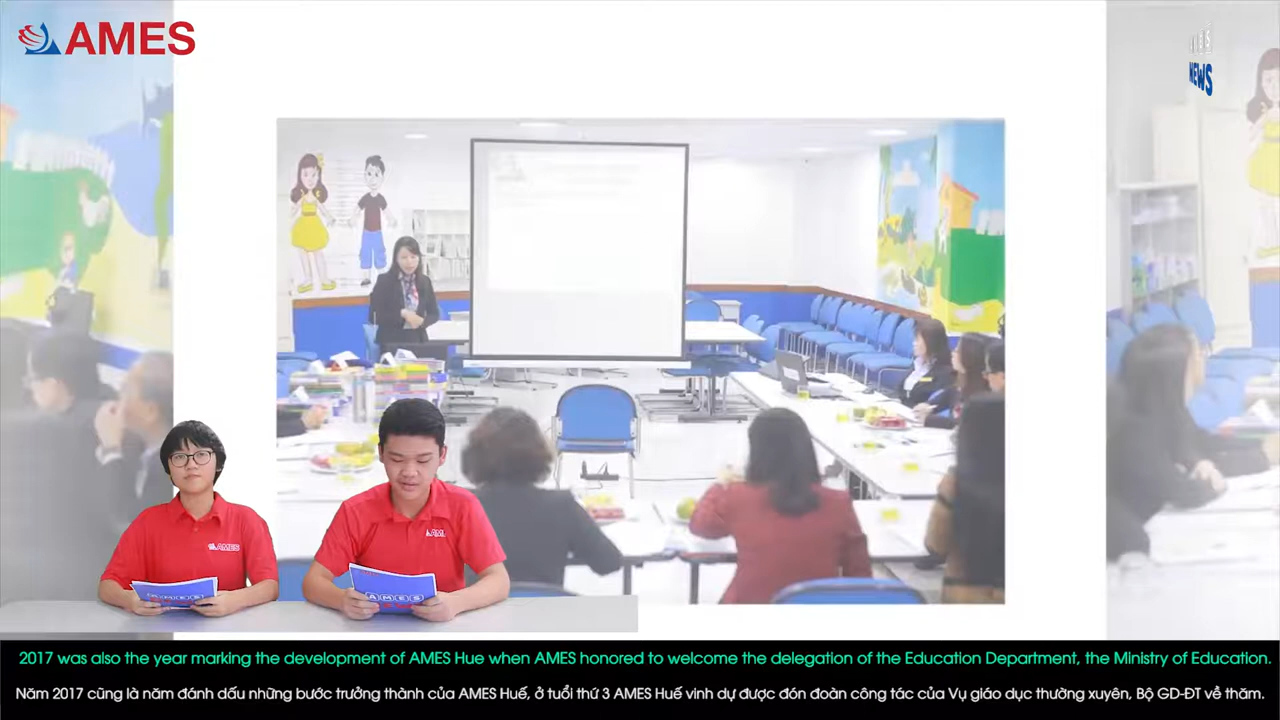 AMES
NEWS
AMES
AMES
AMES
2017 was also the year marking the development of AMES Hue when AMES honored to welcome the delegation of the Education Department, the Ministry of Education.
Năm 2017 cũng là năm đánh dấu những bước trưởng thành của AMES Huế, ở tuổi thứ 3 AMES Huế vinh dự được đón đoàn công tác của Vụ giáo dục thường xuyên, Bộ GD-ĐT về thăm.